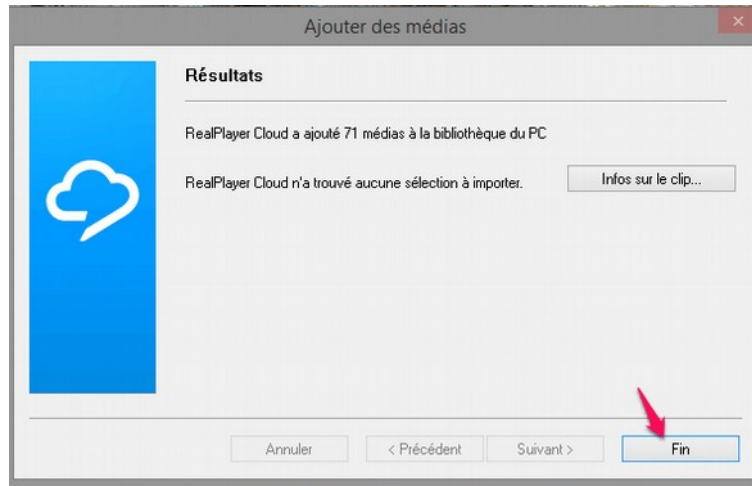 Ajouter des médias
Résultats
RealPlayer Cloud a ajouté 71 médias à la bibliothèque du PC
RealPlayer Cloud n'a trouvé aucune sélection à importer.
Infos sur le clip...
Annuler
< Précédent
Suivant >
Fin